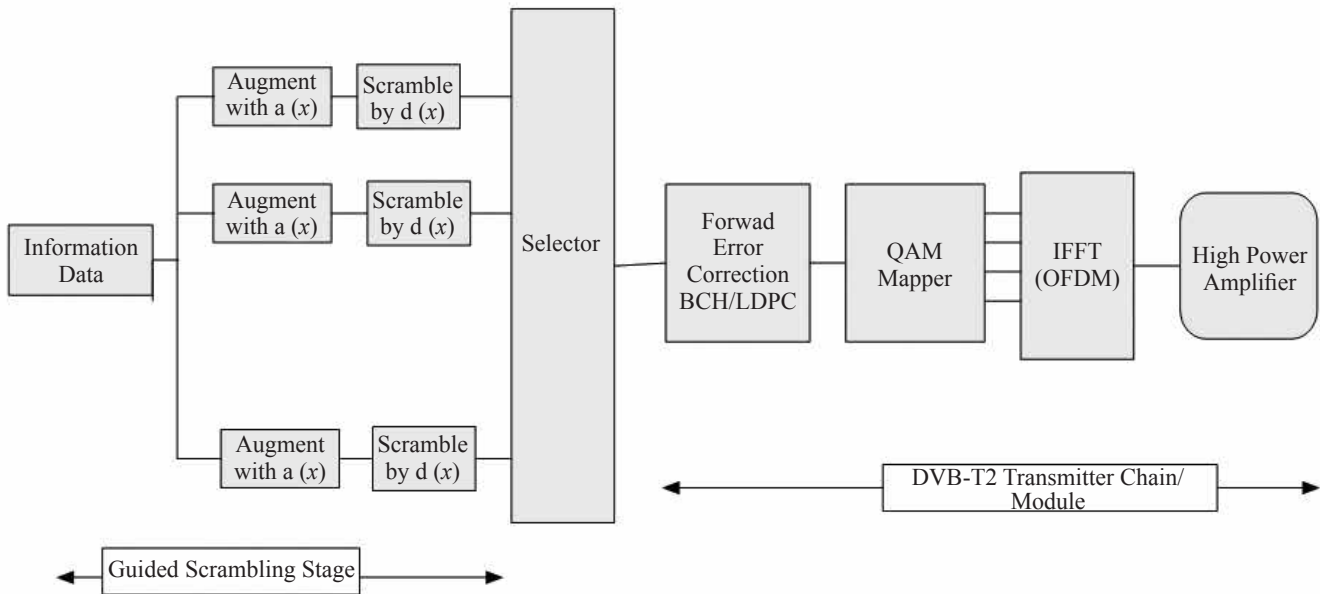 Augment
with a (x)
Scramble
by d (x)
Augment
with a (x)
Scramble
by d (x)
Information
Data
Augment
with a (x)
Scramble
by d (x)
Selector
Forwad
Error
Correction
BCH/LDPC
QAM
Mapper
IFFT
(OFDM)
High Power
Amplifier
Guided Scrambling Stage
DVB-T2 Transmitter Chain/
Module